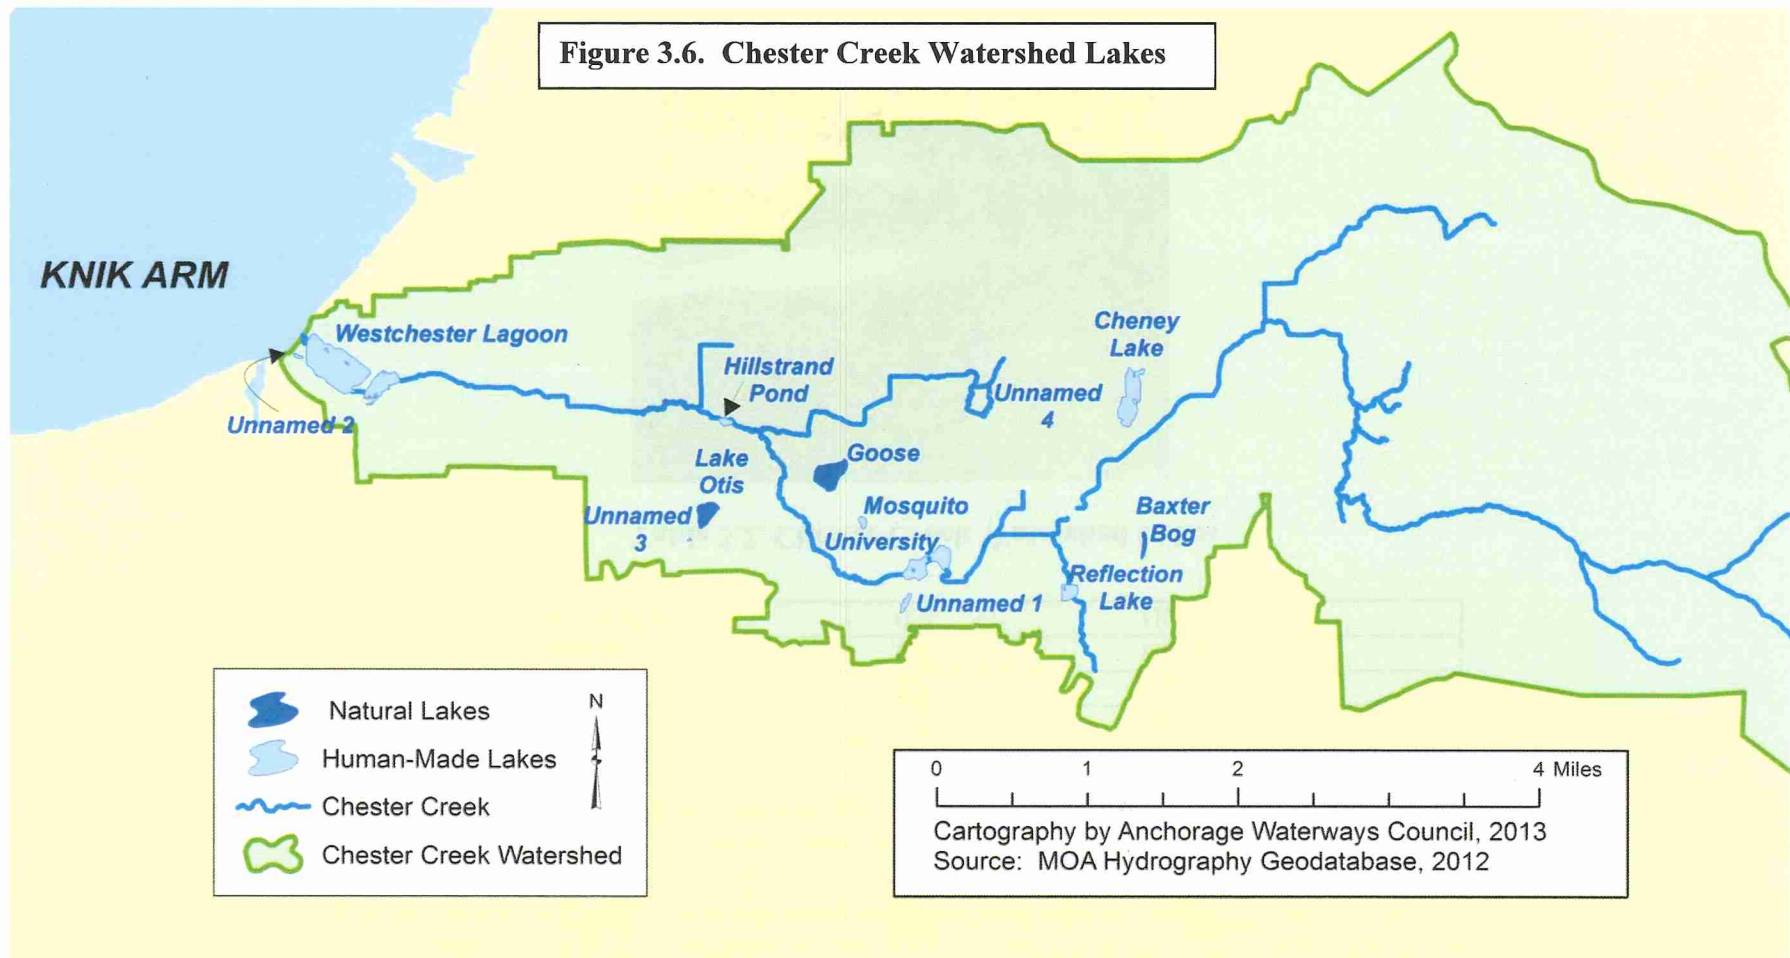 Figure 3.6. Chester Creek Watershed Lakes
KNIK ARM
Westchester Lagoon
Unnamed 2
Hillstrand
Pond
Cheney
Lake
Unnamed
4
Lake
Otis
Goose
Unnamed
3
Mosquito
University
Baxter
Bog
Reflection
Lake
Unnamed 1
Natural Lakes
Human-Made Lakes
Chester Creek
Chester Creek Watershed
N
0 1 2 4 Miles
Cartography by Anchorage Waterways Council, 2013
Source: MOA Hydrography Geodatabase, 2012